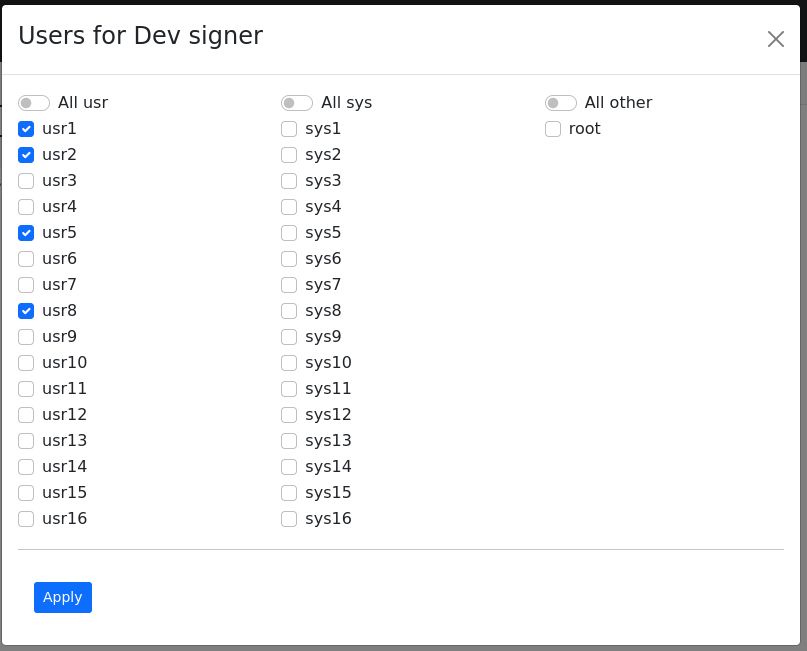 Users for Dev signer
All usr
usr1
usr2
usr3
usr4
usr5
usr6
usr7
usr8
usr9
usr10
usr11
usr12
usr13
usr14
usr15
usr16
All sys
sys1
sys2
sys3
sys4
sys5
sys6
sys7
sys8
sys9
sys10
sys11
sys12
sys13
sys14
sys15
sys16
All other
root
Apply